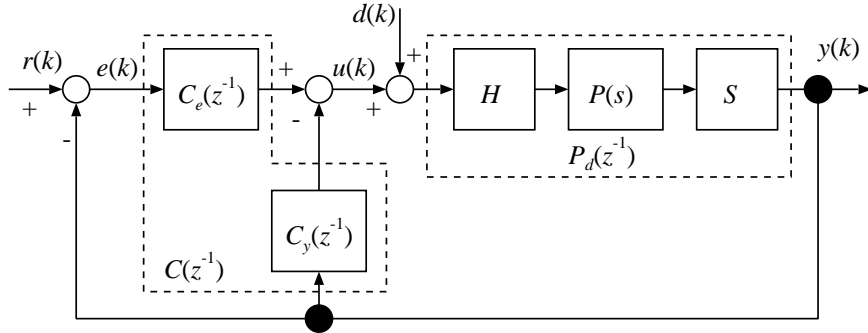 d(k)
r(k) e(k) u(k) y(k)
+ + + +
- -
C_e(z^{-1}) H P(s) S
P_d(z^{-1})
C_y(z^{-1})
C(z^{-1})